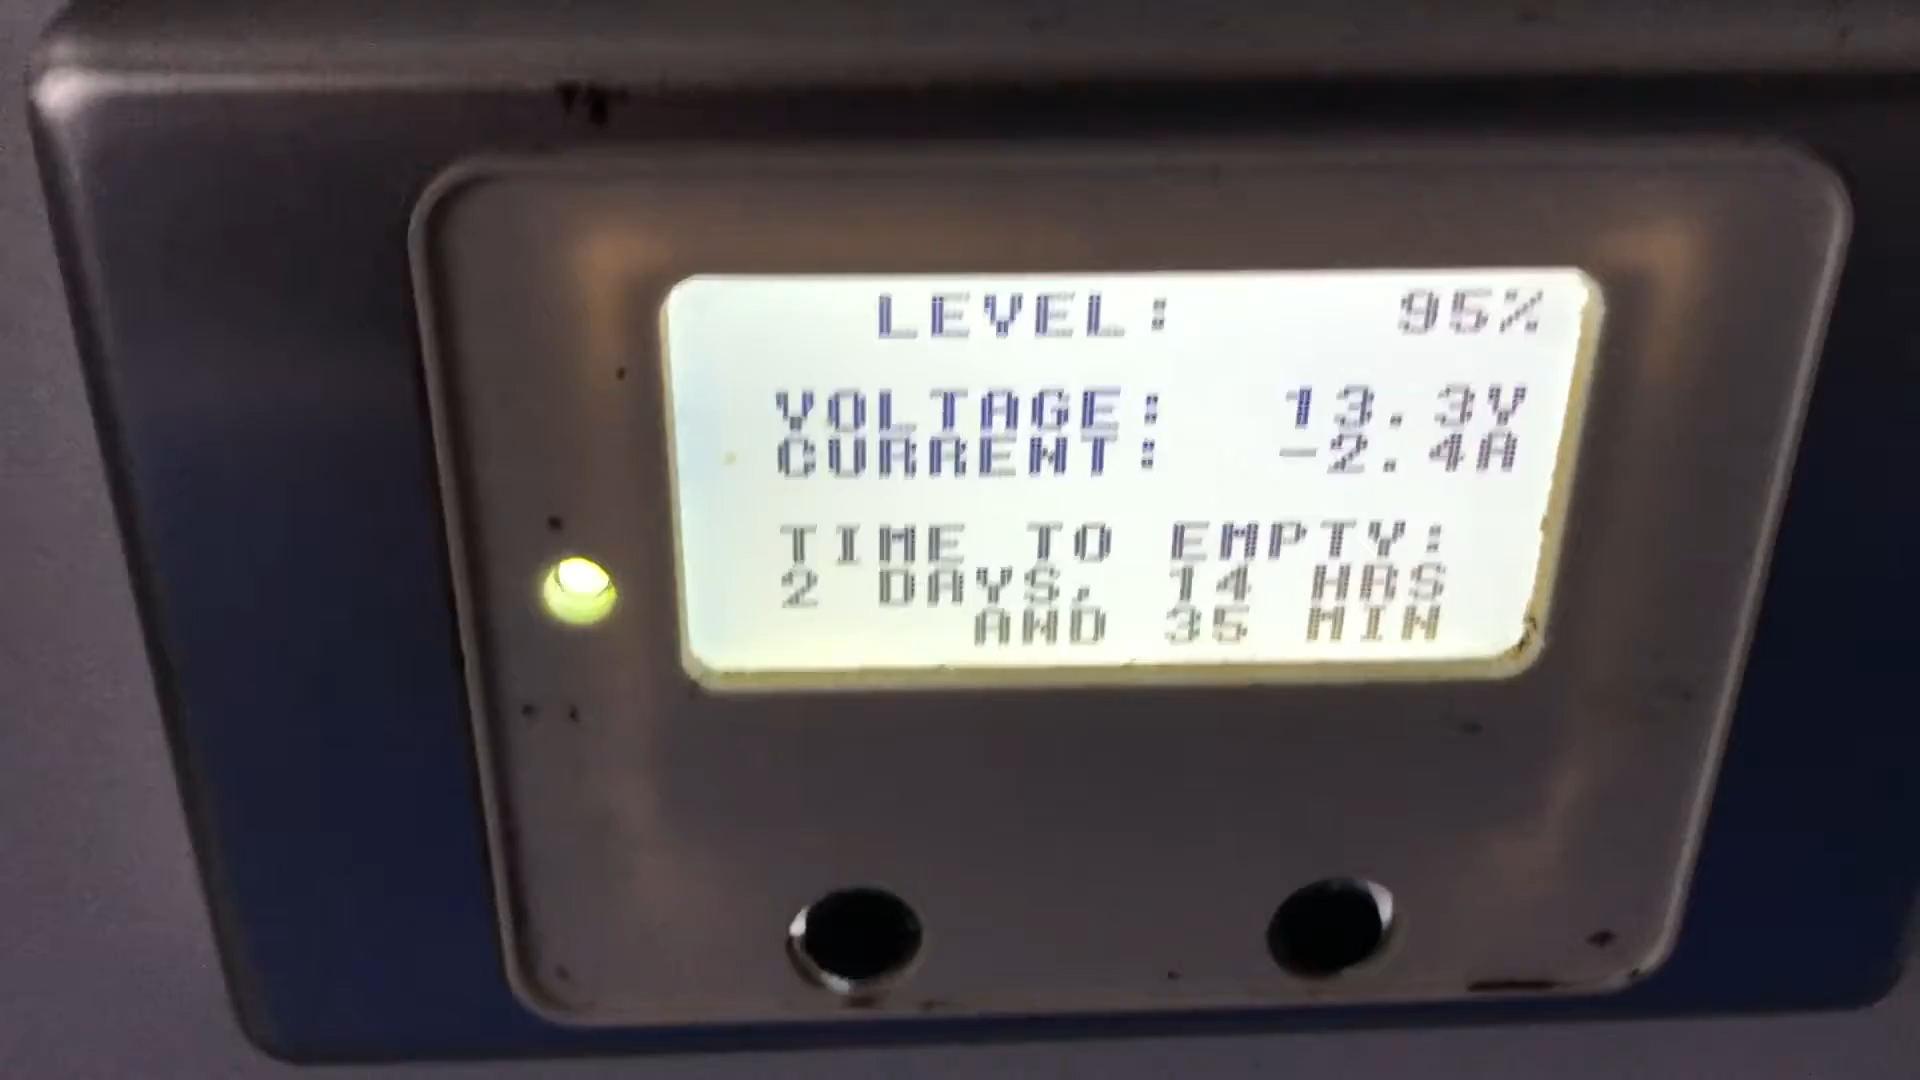 LEVEL: 95%
VOLTAGE: 13.3V
CURRENT: -2.4A
TIME TO EMPTY:
2 DAYS, 14 HRS
AND 35 MIN